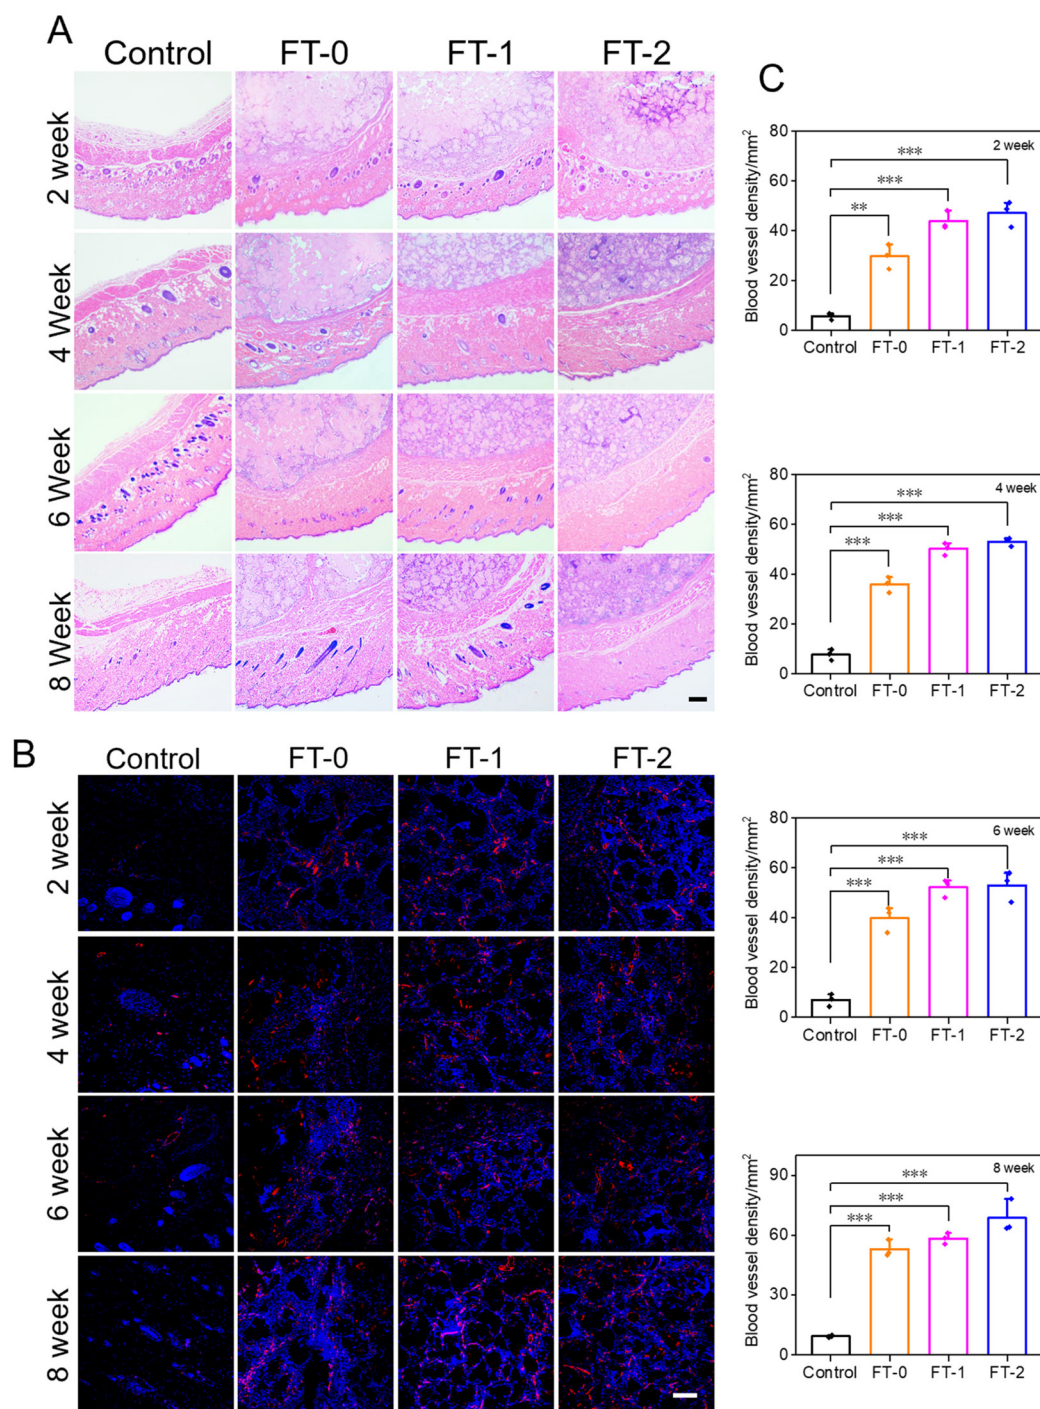 A
Control FT-0 FT-1 FT-2
2 week
4 Week
6 Week
8 Week
B
Control FT-0 FT-1 FT-2
2 week
4 week
6 week
8 week
C
Blood vessel density/mm²
80
60
40
20
0
2 week
***
***
**
Control FT-0 FT-1 FT-2
Blood vessel density/mm²
80
60
40
20
0
4 week
***
***
***
Control FT-0 FT-1 FT-2
Blood vessel density/mm²
80
60
40
20
0
6 week
***
***
***
Control FT-0 FT-1 FT-2
Blood vessel density/mm²
90
60
30
0
8 week
***
***
***
Control FT-0 FT-1 FT-2